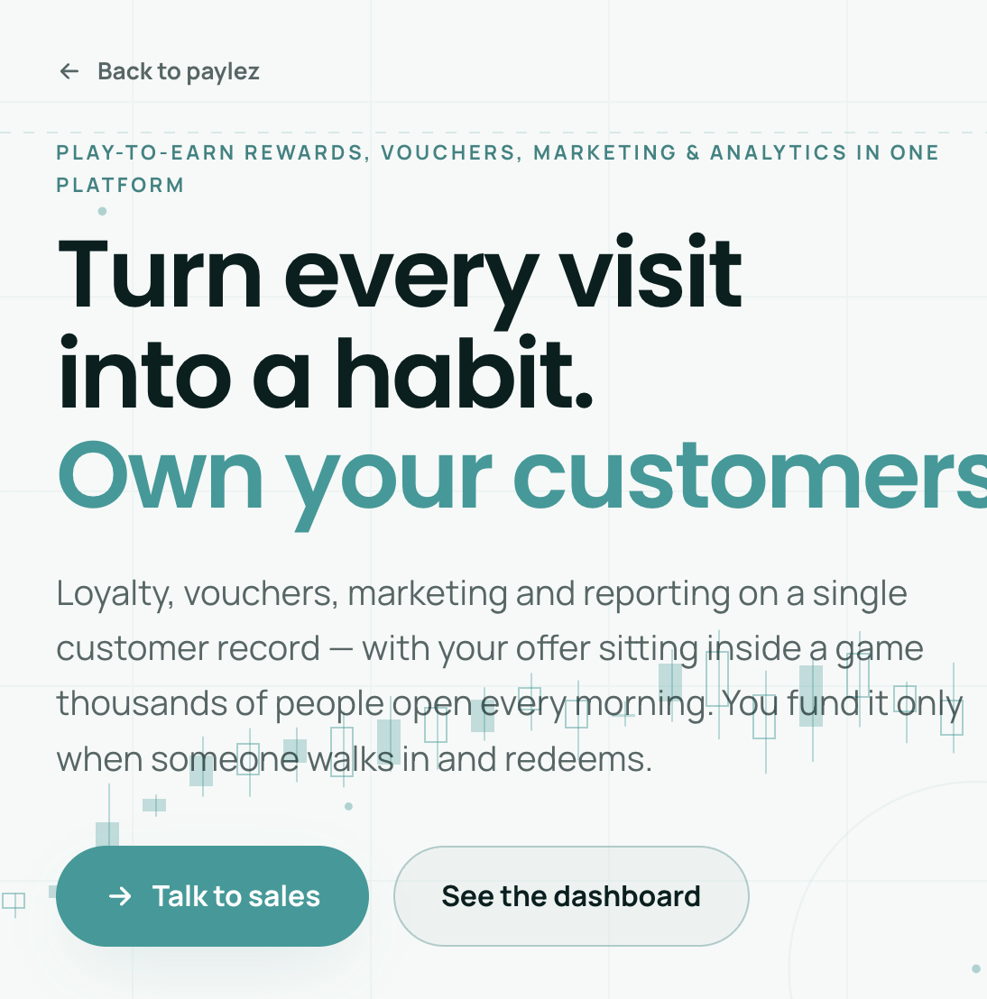 Back to paylez
PLAY-TO-EARN REWARDS, VOUCHERS, MARKETING & ANALYTICS IN ONE
PLATFORM
Turn every visit
into a habit.
Own your customers
Loyalty, vouchers, marketing and reporting on a single
customer record — with your offer sitting inside a game
thousands of people open every morning. You fund it only
when someone walks in and redeems.
Talk to sales
See the dashboard